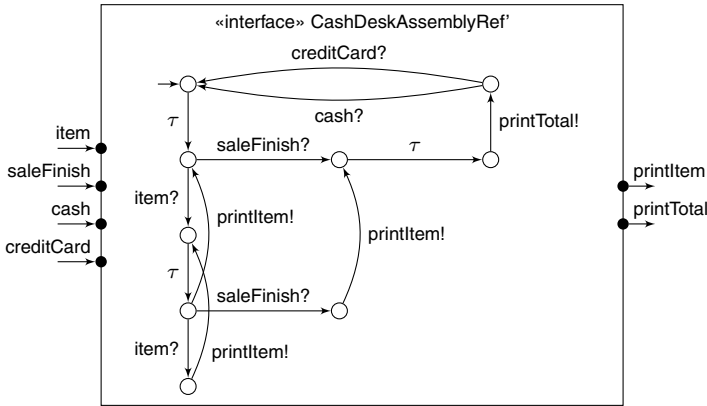 «interface» CashDeskAssemblyRef’
creditCard?
cash?
τ
printTotal!
item
saleFinish?
τ
saleFinish
printItem
item?
cash
printItem!
printTotal
printItem!
creditCard
τ
saleFinish?
item?
printItem!